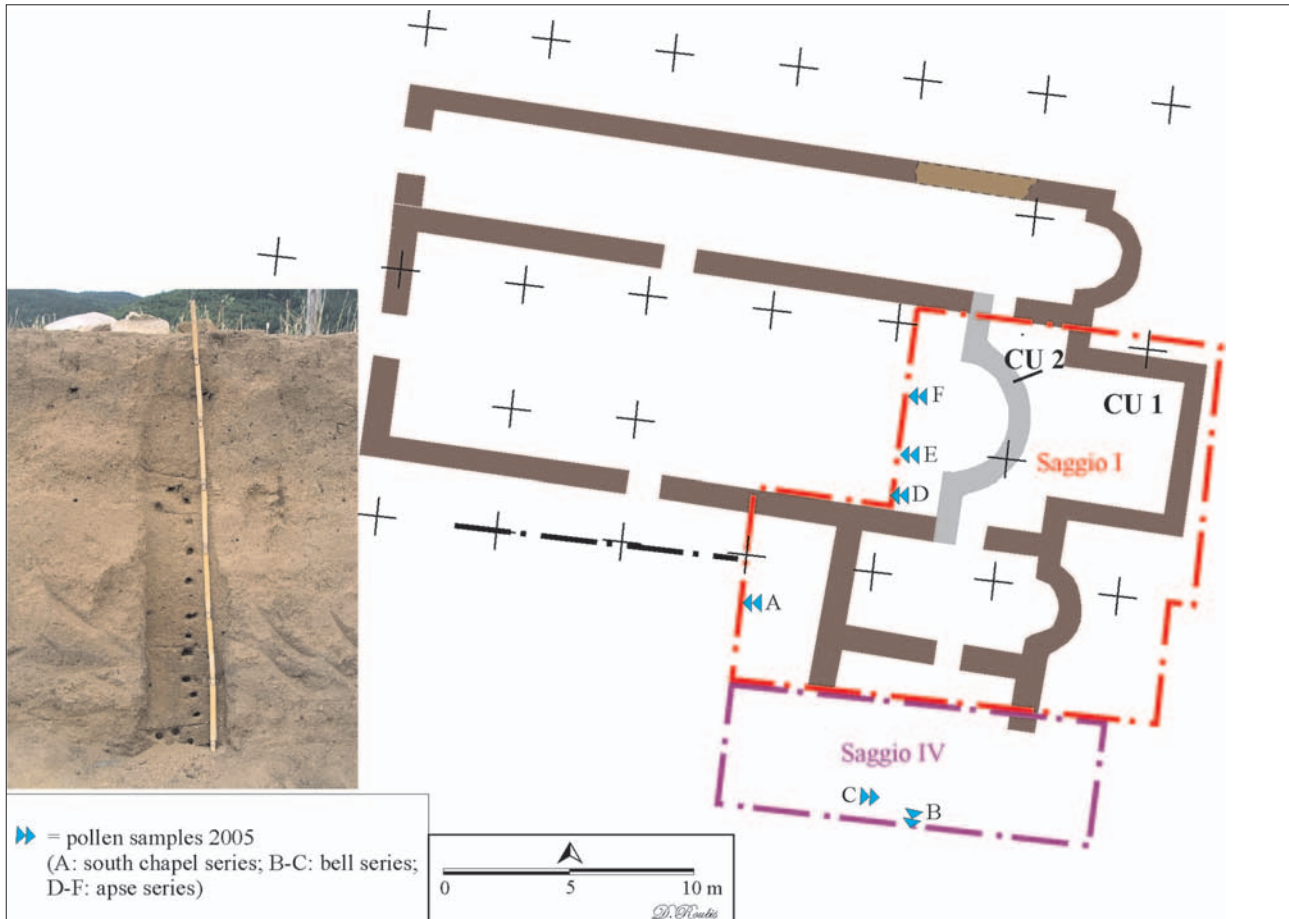 CU 2
F
CU 1
E
Saggio I
D
A
Saggio IV
C
B
= pollen samples 2005
(A: south chapel series; B-C: bell series;
D-F: apse series)
0 5 10 m
D. Roubis